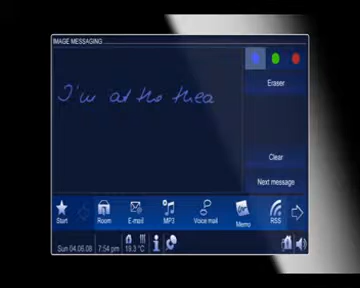 IMAGE MESSAGING
I'm at the thea
Eraser
Clear
Next message
Start
Room
E-mail
MP3
Voice mail
Memo
RSS
Sun 04.06.08
7:54 pm
19.3 °C